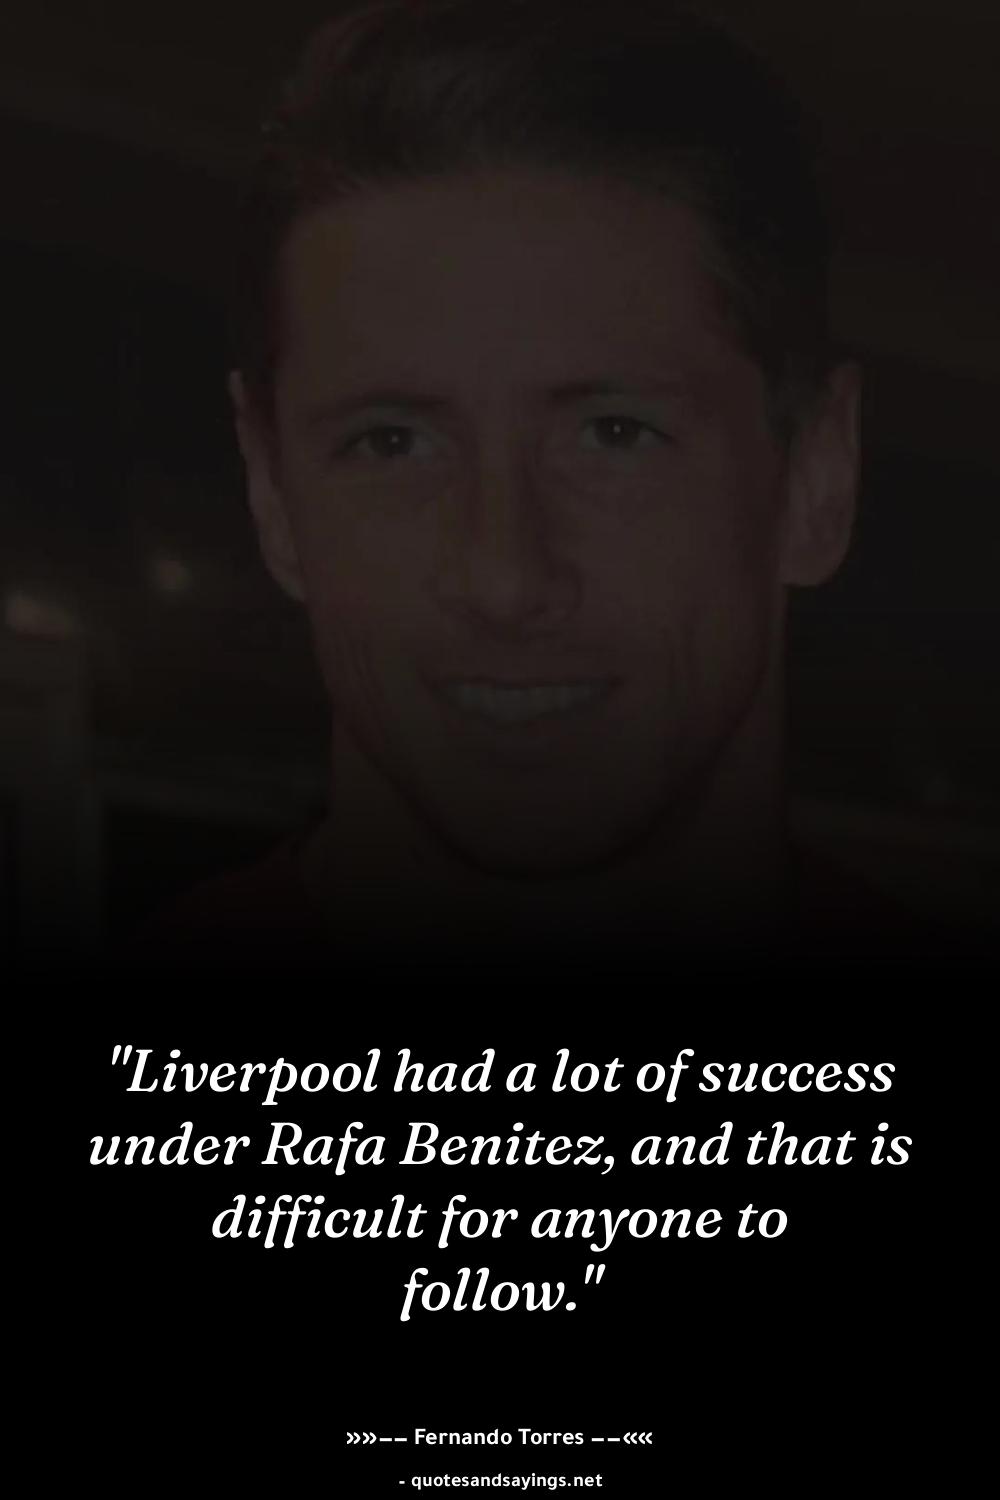 "Liverpool had a lot of success
under Rafa Benitez, and that is
difficult for anyone to
follow."
»»–– Fernando Torres ––««
- quotesandsayings.net